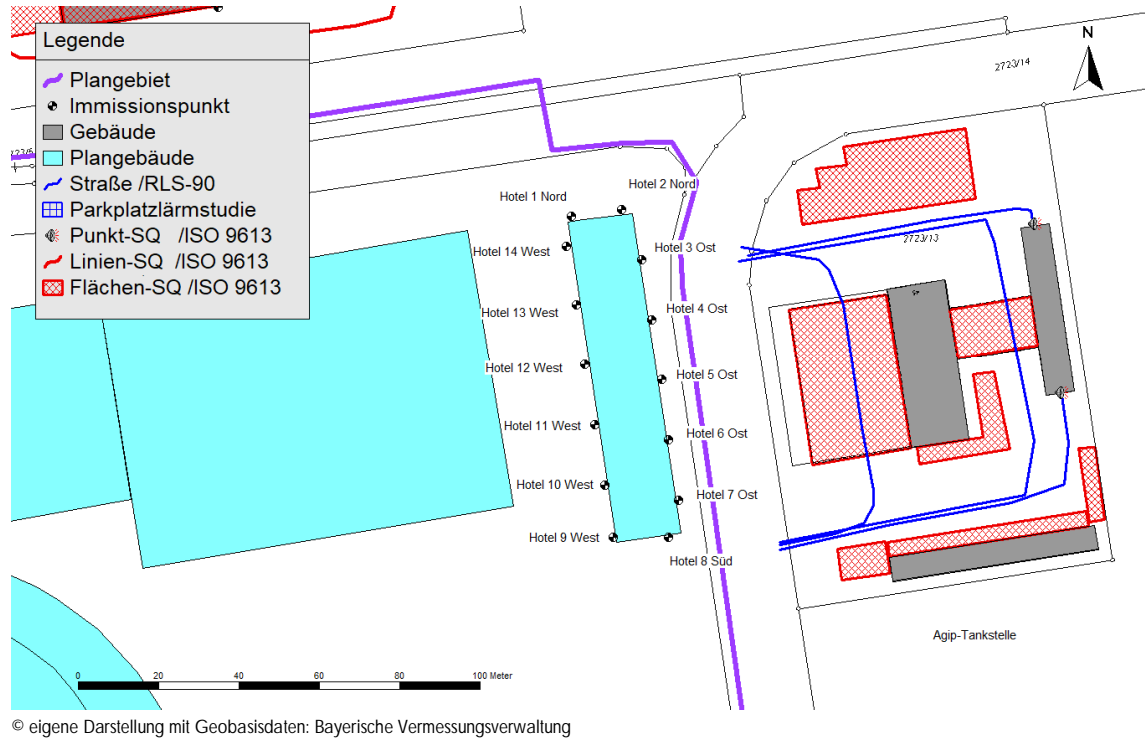 Legende
Plangebiet
Immissionspunkt
Gebäude
Plangebäude
Straße /RLS-90
Parkplatzlärmstudie
Punkt-SQ /ISO 9613
Linien-SQ /ISO 9613
Flächen-SQ /ISO 9613
N
2723/14
Hotel 1 Nord
Hotel 2 Nord
Hotel 14 West
Hotel 3 Ost
2723/13
Hotel 13 West
Hotel 4 Ost
Hotel 12 West
Hotel 5 Ost
Hotel 11 West
Hotel 6 Ost
Hotel 10 West
Hotel 7 Ost
Hotel 9 West
Hotel 8 Süd
Agip-Tankstelle
0 20 40 60 80 100 Meter
© eigene Darstellung mit Geobasisdaten: Bayerische Vermessungsverwaltung